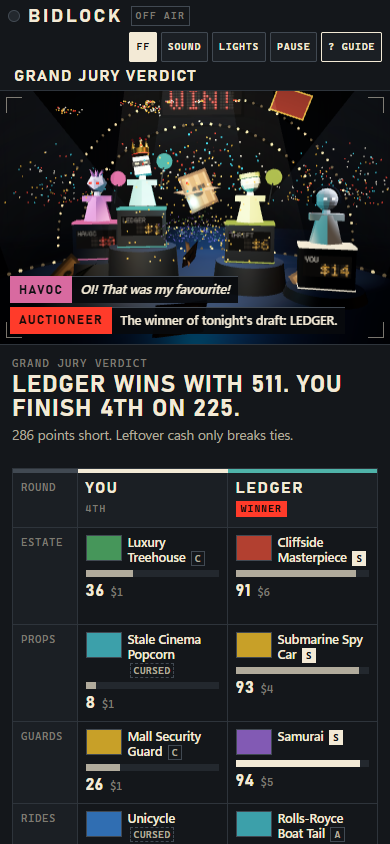 BIDLOCK OFF AIR
FF SOUND LIGHTS PAUSE ? GUIDE
GRAND JURY VERDICT
WIN!
HAVOC
LEDGER
YOU
$14
HAVOC OI! That was my favourite!
AUCTIONEER The winner of tonight's draft: LEDGER.
GRAND JURY VERDICT
LEDGER WINS WITH 511. YOU
FINISH 4TH ON 225.
286 points short. Leftover cash only breaks ties.
ROUND YOU LEDGER
4TH WINNER
ESTATE Luxury Treehouse C Cliffside Masterpiece S
36 $1 91 $6
PROPS Stale Cinema Popcorn CURSED Submarine Spy Car S
8 $1 93 $4
GUARDS Mall Security Guard C Samurai S
26 $1 94 $5
RIDES Unicycle CURSED Rolls-Royce Boat Tail A